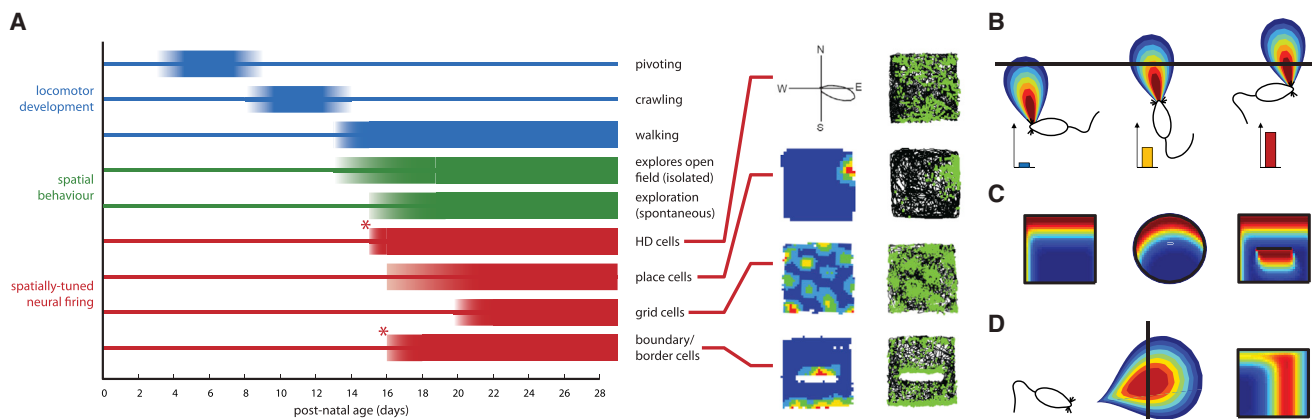 A
locomotor
development
spatial
behaviour
spatially-tuned
neural firing
pivoting
crawling
walking
explores open
field (isolated)
exploration
(spontaneous)
*
HD cells
place cells
grid cells
*
boundary/
border cells
0 2 4 6 8 10 12 14 16 18 20 22 24 26 28
post-natal age (days)
N
W E
S
B
C
D